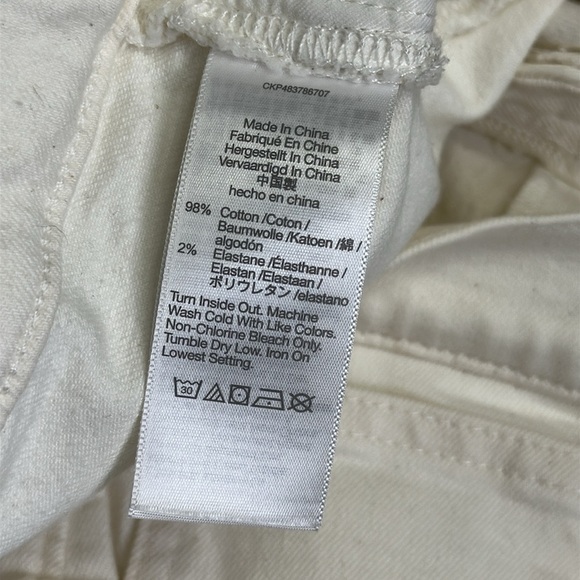 CKP483786707
Made In China
Fabriqué En Chine
Hergestellt In China
Vervaardigd In China
中国製
hecho en china
98% Cotton /Coton /
Baumwolle /Katoen /綿 /
algodón
2% Elastane /Élasthanne /
Elastan /Elastaan /
ポリウレタン /elastano
Turn Inside Out. Machine
Wash Cold With Like Colors.
Non-Chlorine Bleach Only.
Tumble Dry Low. Iron On
Lowest Setting.
30